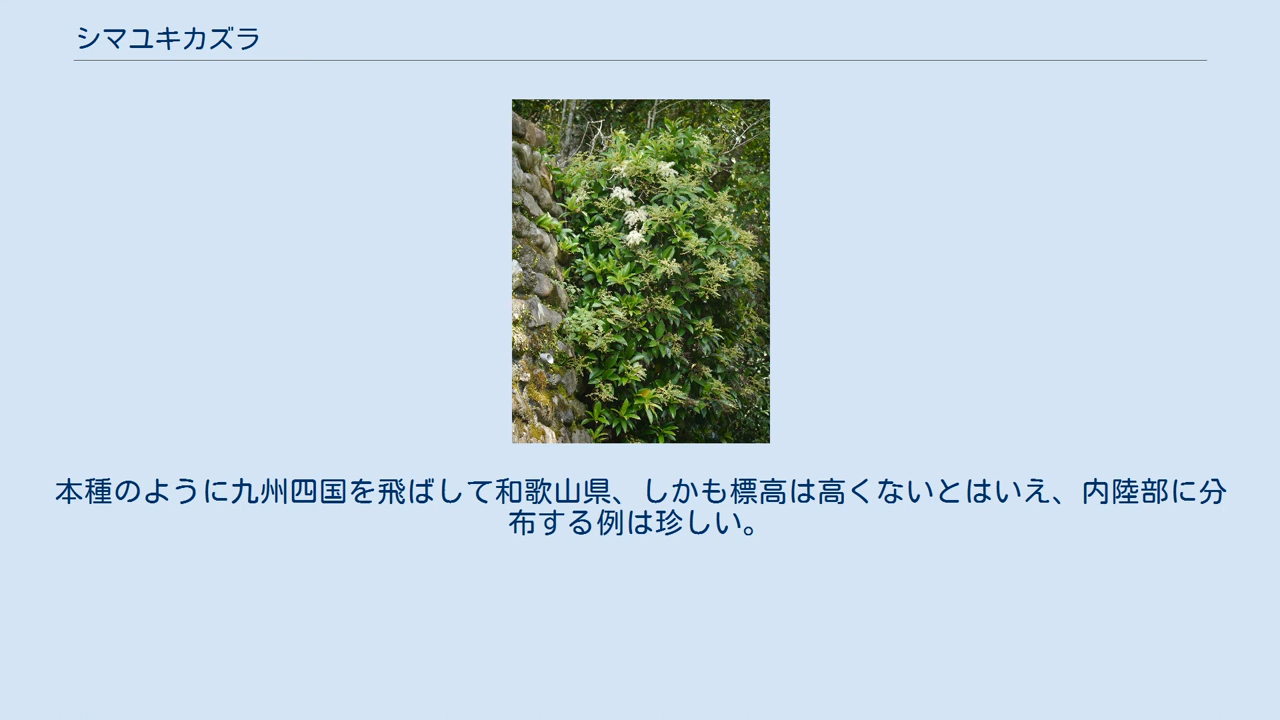 シマユキカズラ
本種のように九州四国を飛ばして和歌山県、しかも標高は高くないとはいえ、内陸部に分
布する例は珍しい。